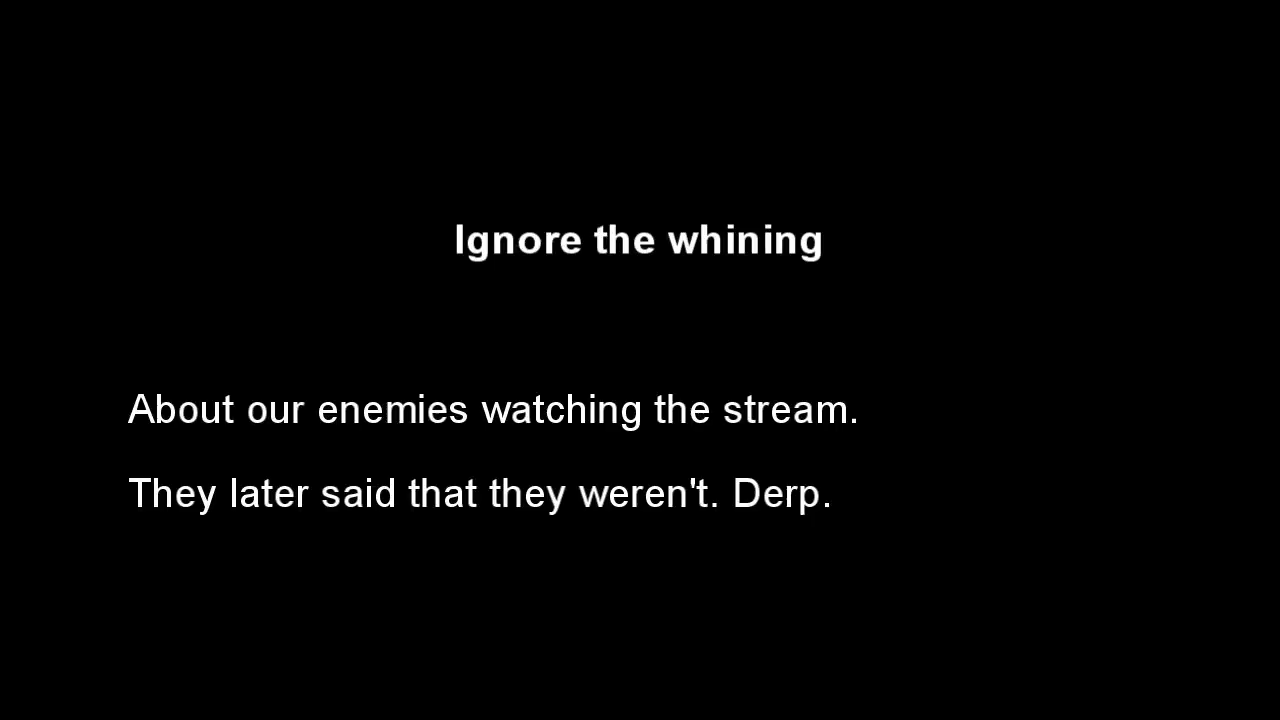 Ignore the whining
About our enemies watching the stream.
They later said that they weren't. Derp.